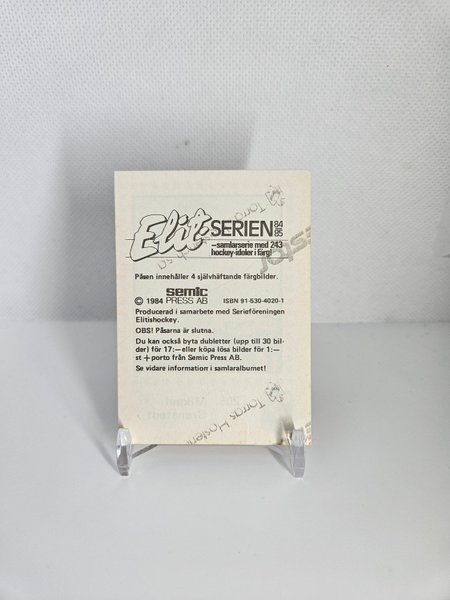 Elit SERIEN 84 85
–samlarserie med 243
hockey-idoler i färg!
Påsen innehåller 4 självhäftande färgbilder.
semic
© 1984 PRESS AB ISBN 91-530-4020-1
Producerad i samarbete med Serieföreningen
Elitishockey.
OBS! Påsarna är slutna.
Du kan också byta dubletter (upp till 30 bil-
der) för 17:—eller köpa lösa bilder för 1:—
st + porto från Semic Press AB.
Se vidare information i samlaralbumet!